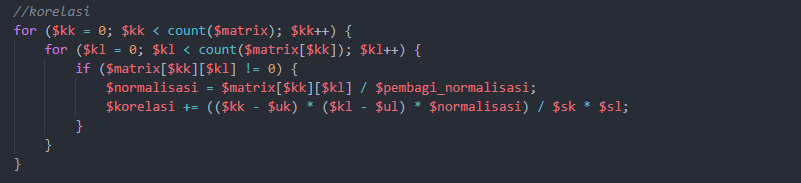 //korelasi
for ($kk = 0; $kk < count($matrix); $kk++) {
for ($kl = 0; $kl < count($matrix[$kk]); $kl++) {
if ($matrix[$kk][$kl] != 0) {
$normalisasi = $matrix[$kk][$kl] / $pembagi_normalisasi;
$korelasi += (($kk - $uk) * ($kl - $ul) * $normalisasi) / $sk * $sl;
}
}
}